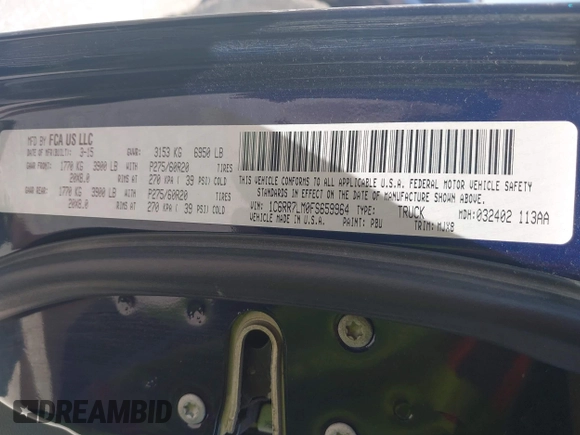 MFD BY FCA US LLC
DATE OF MFR(BUILT): 3-15 GVWR: 3153 KG 6950 LB
GAWR FRONT: 1770 KG 3900 LB WITH P275/60R20 TIRES
20X8.0 RIMS AT 270 KPA ( 39 PSI) COLD
GAWR REAR: 1770 KG 3900 LB WITH P275/60R20 TIRES
20X8.0 RIMS AT 270 KPA ( 39 PSI) COLD
THIS VEHICLE CONFORMS TO ALL APPLICABLE U.S.A. FEDERAL MOTOR VEHICLE SAFETY
STANDARDS IN EFFECT ON THE DATE OF MANUFACTURE SHOWN ABOVE.
VIN: 1C6RR7LM0FS659964 TYPE: TRUCK MDH: 032402 113AA
VEHICLE MADE IN U.S.A. PAINT: PBU TRIM: MJX8
DREAMBID